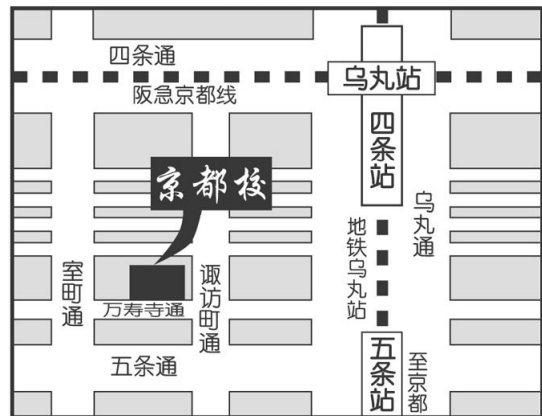 四条通
阪急京都线
乌丸站
四条站
京都校
乌丸通
地铁乌丸站
室町通
诹访町通
万寿寺通
五条通
五条站
至京都